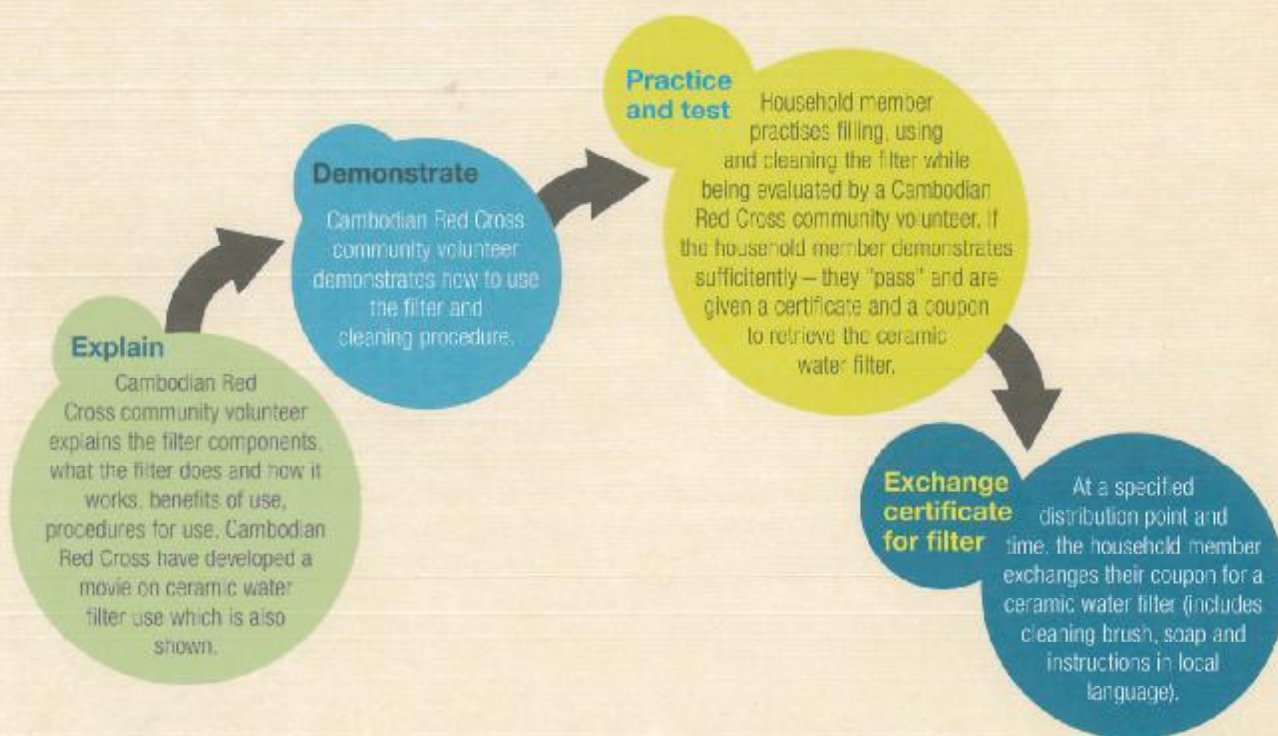 Explain
Cambodian Red
Cross community volunteer
explains the filter components,
what the filter does and how it
works, benefits of use,
procedures for use. Cambodian
Red Cross have developed a
movie on ceramic water
filter use which is also
shown.
Demonstrate
Cambodian Red Cross
community volunteer
demonstrates how to use
the filter and
cleaning procedure.
Practice
and test
Household member
practises filling, using
and cleaning the filter while
being evaluated by a Cambodian
Red Cross community volunteer. If
the household member demonstrates
sufficitently – they "pass" and are
given a certificate and a coupon
to retrieve the ceramic
water filter.
Exchange
certificate
for filter
At a specified
distribution point and
time, the household member
exchanges their coupon for a
ceramic water filter (includes
cleaning brush, soap and
instructions in local
language).